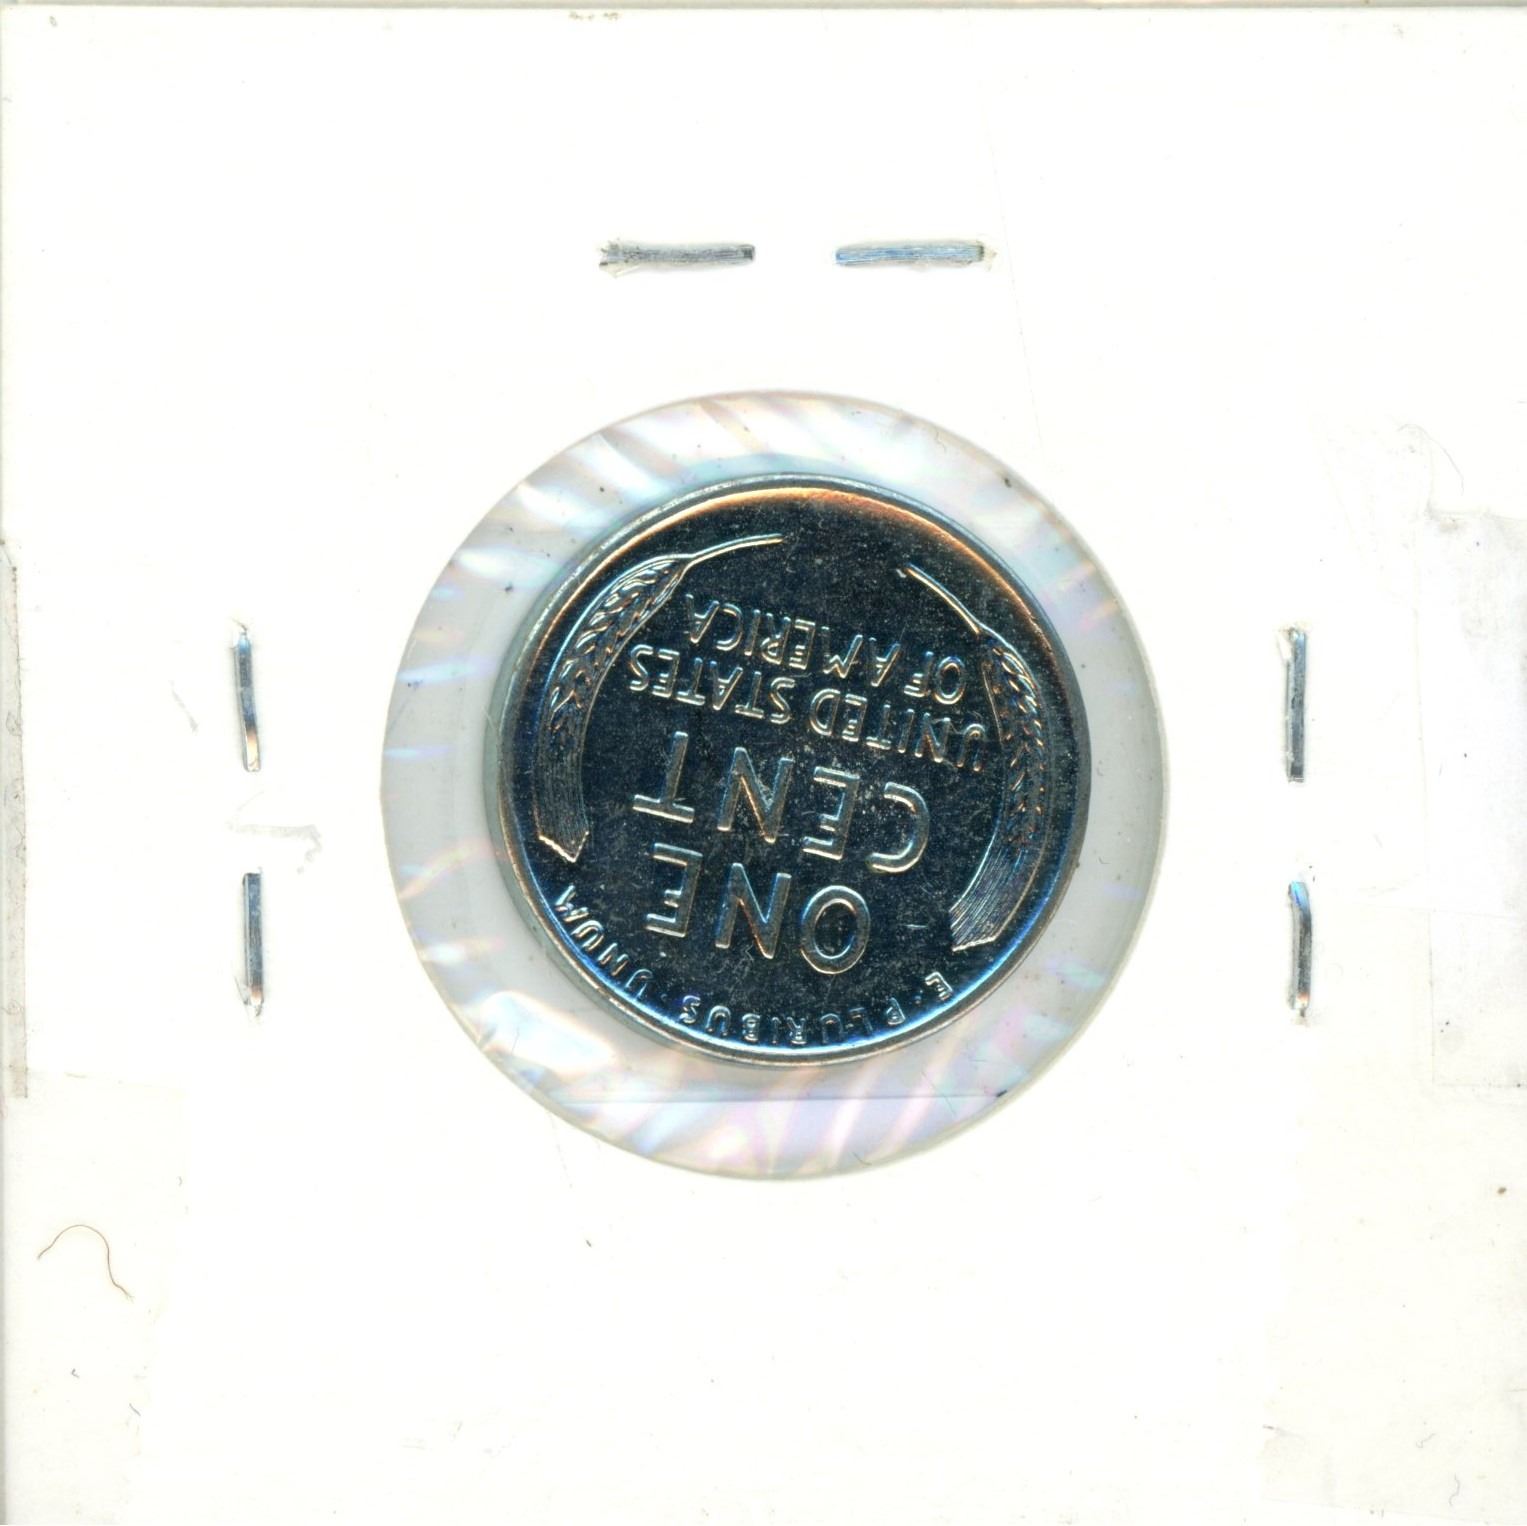 E · PLURIBUS · UNUM
ONE
CENT
UNITED STATES
OF AMERICA